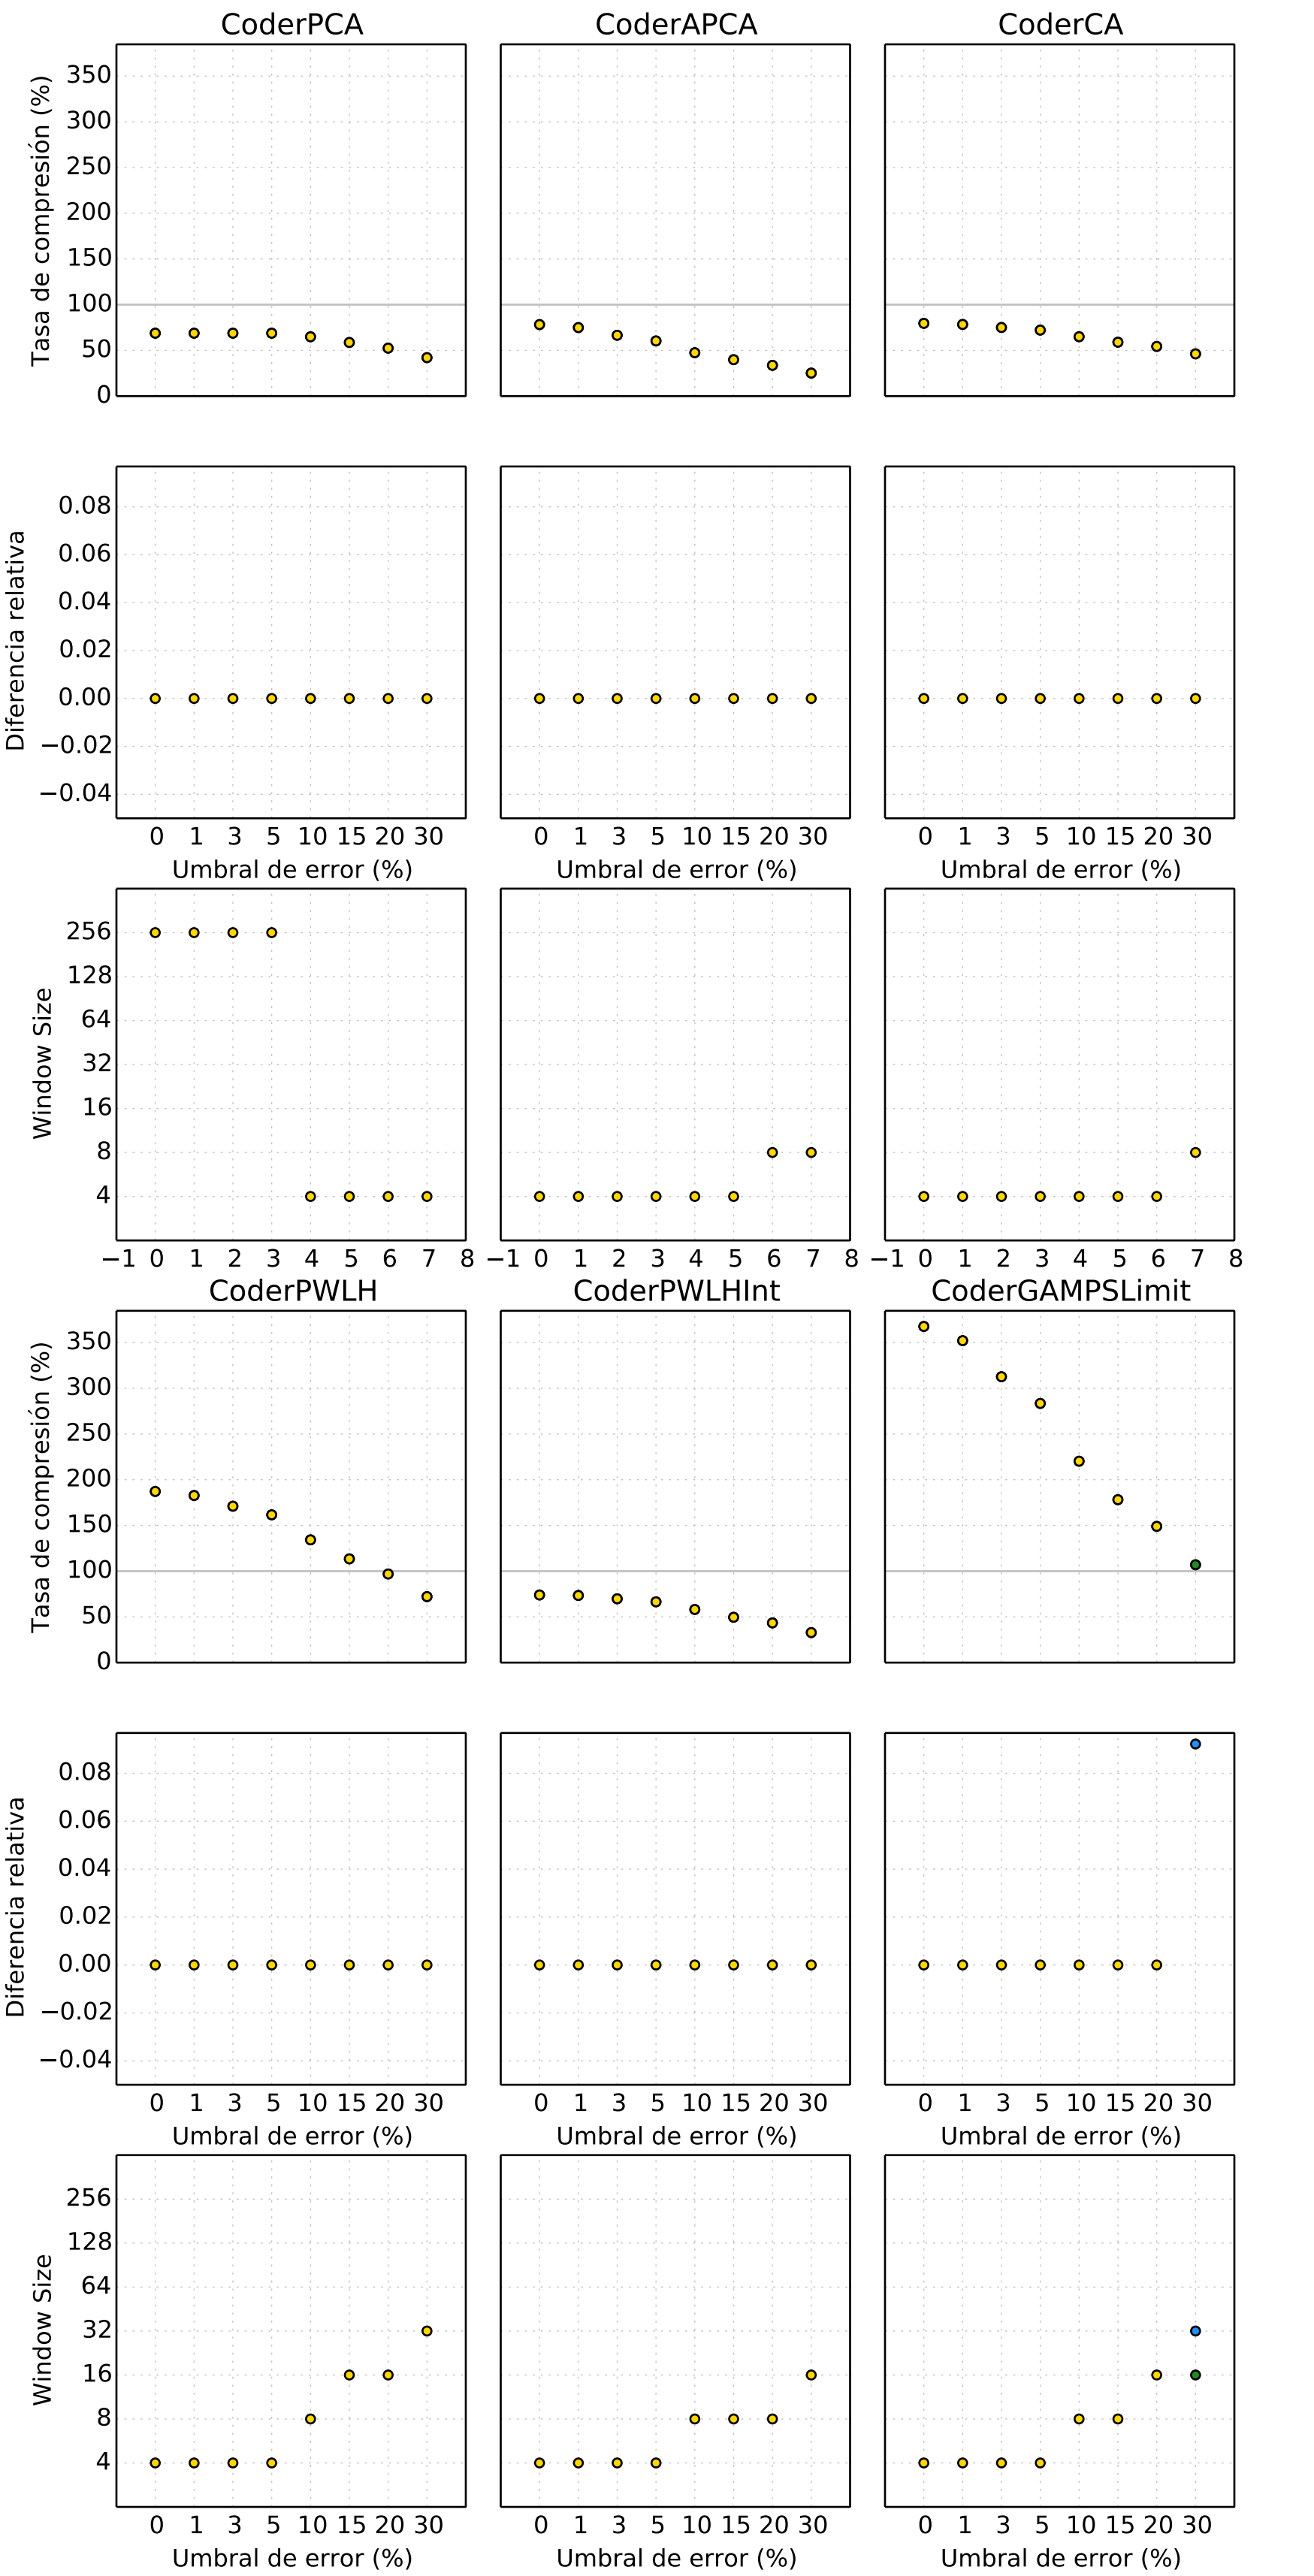 CoderPCA CoderAPCA CoderCA
Tasa de compresión (%)
350
300
250
200
150
100
50
0
Diferencia relativa
0.08
0.06
0.04
0.02
0.00
−0.02
−0.04
0 1 3 5 10 15 20 30 0 1 3 5 10 15 20 30 0 1 3 5 10 15 20 30
Umbral de error (%) Umbral de error (%) Umbral de error (%)
Window Size
256
128
64
32
16
8
4
−1 0 1 2 3 4 5 6 7 8 −1 0 1 2 3 4 5 6 7 8 −1 0 1 2 3 4 5 6 7 8
CoderPWLH CoderPWLHInt CoderGAMPSLimit
Tasa de compresión (%)
350
300
250
200
150
100
50
0
Diferencia relativa
0.08
0.06
0.04
0.02
0.00
−0.02
−0.04
0 1 3 5 10 15 20 30 0 1 3 5 10 15 20 30 0 1 3 5 10 15 20 30
Umbral de error (%) Umbral de error (%) Umbral de error (%)
Window Size
256
128
64
32
16
8
4
0 1 3 5 10 15 20 30 0 1 3 5 10 15 20 30 0 1 3 5 10 15 20 30
Umbral de error (%) Umbral de error (%) Umbral de error (%)